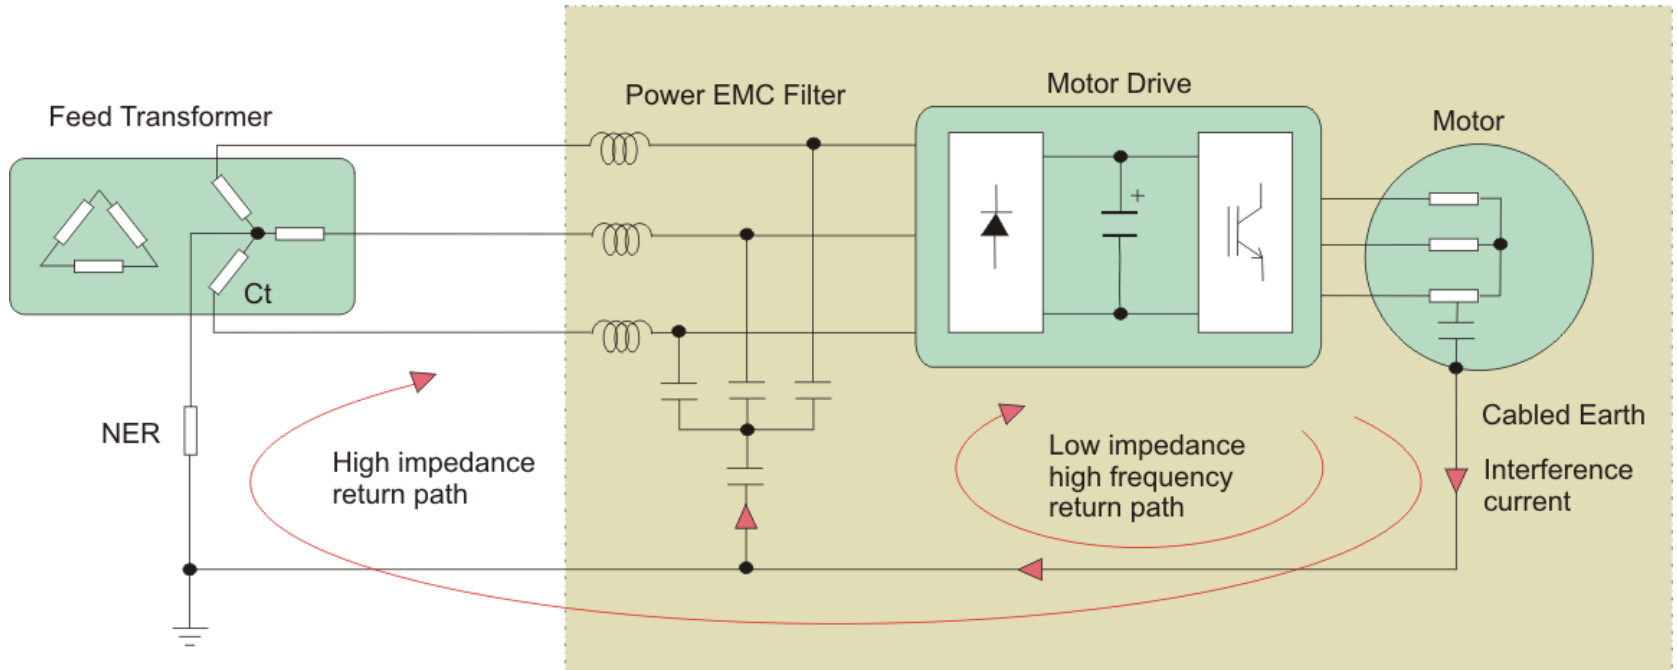 Feed Transformer
Power EMC Filter
Motor Drive
Motor
+
Ct
NER
High impedance
return path
Low impedance
high frequency
return path
Cabled Earth
Interference
current